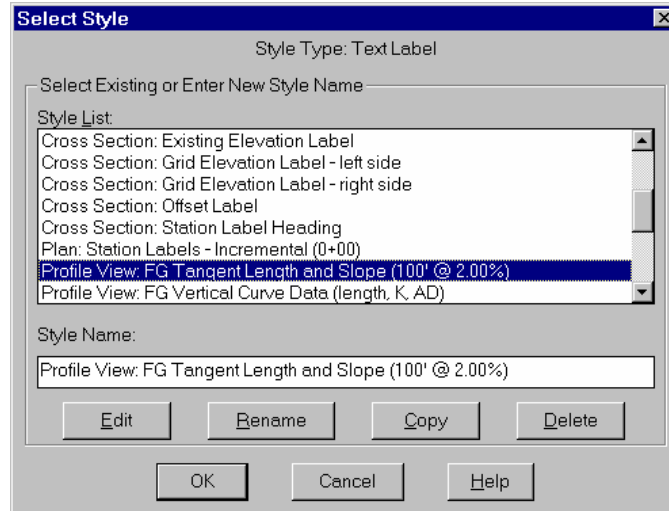 Select Style
Style Type: Text Label
Select Existing or Enter New Style Name
Style List:
Cross Section: Existing Elevation Label
Cross Section: Grid Elevation Label - left side
Cross Section: Grid Elevation Label - right side
Cross Section: Offset Label
Cross Section: Station Label Heading
Plan: Station Labels - Incremental (0+00)
Profile View: FG Tangent Length and Slope (100' @ 2.00%)
Profile View: FG Vertical Curve Data (length, K, AD)
Style Name:
Profile View: FG Tangent Length and Slope (100' @ 2.00%)
Edit Rename Copy Delete
OK Cancel Help